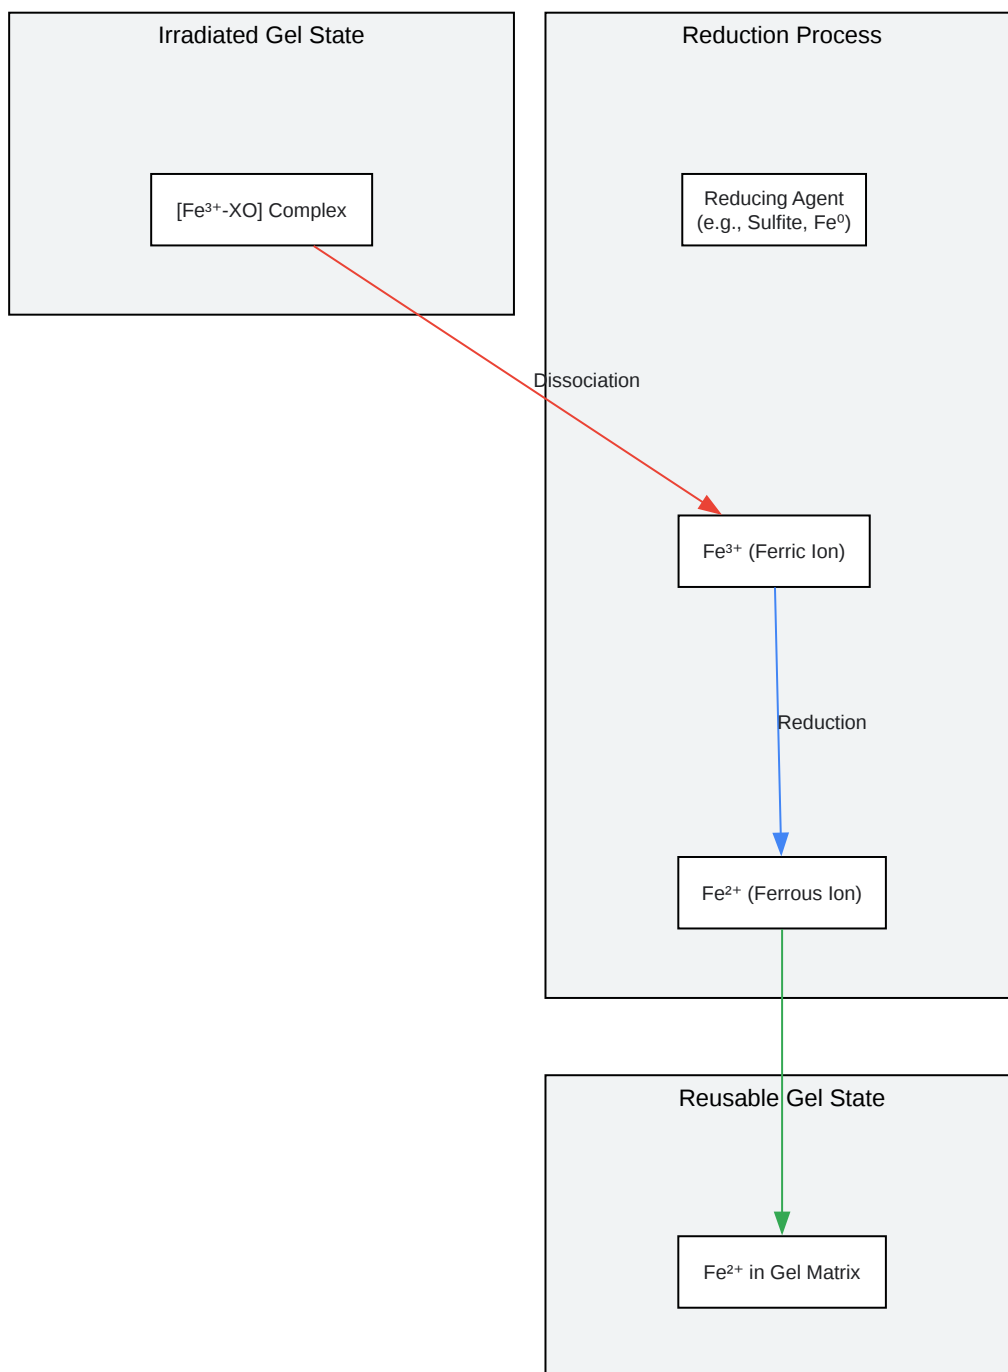 Irradiated Gel State
Reduction Process
[Fe³⁺-XO] Complex
Reducing Agent
(e.g., Sulfite, Fe⁰)
Dissociation
Fe³⁺ (Ferric Ion)
Reduction
Fe²⁺ (Ferrous Ion)
Reusable Gel State
Fe²⁺ in Gel Matrix